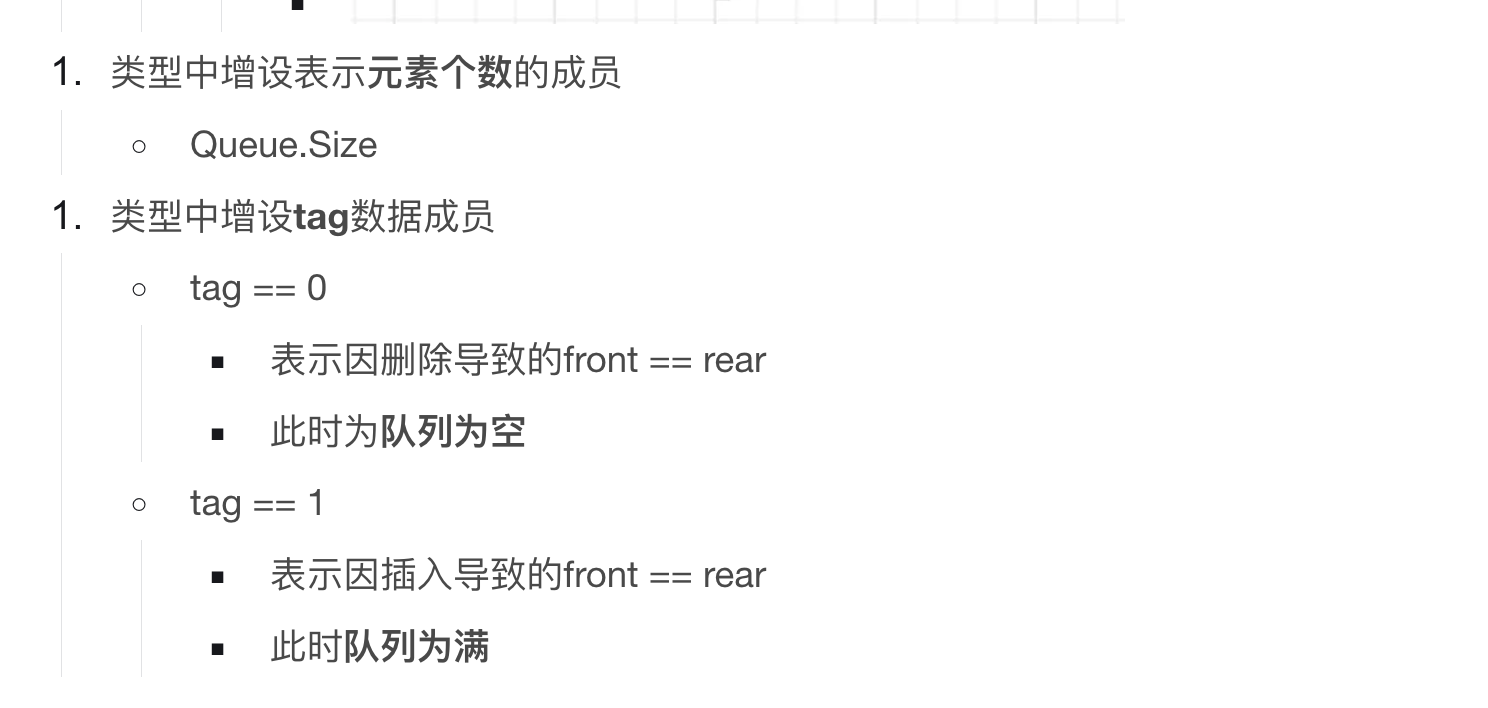 1. 类型中增设表示元素个数的成员
Queue.Size
1. 类型中增设tag数据成员
tag == 0
表示因删除导致的front == rear
此时为队列为空
tag == 1
表示因插入导致的front == rear
此时队列为满